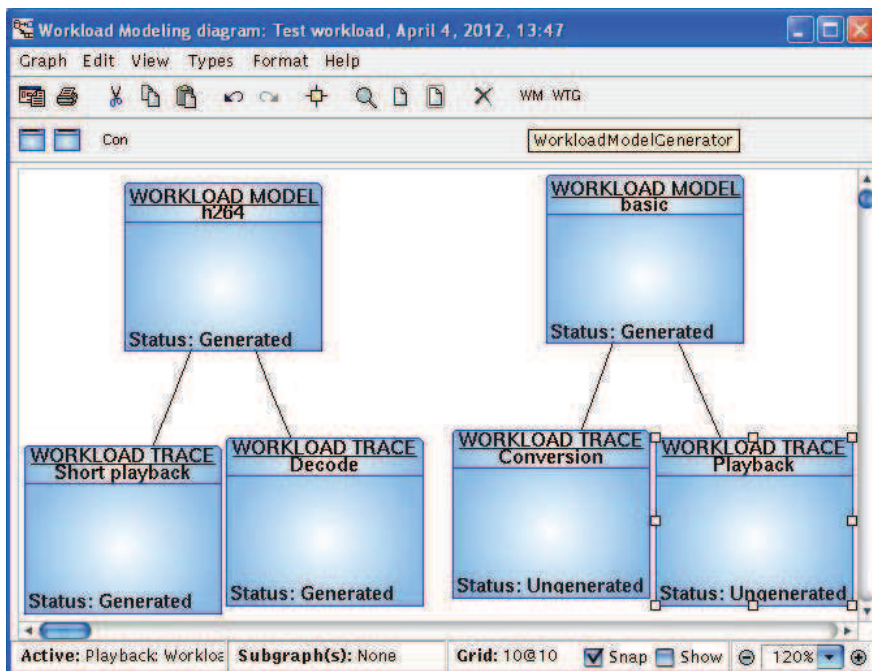 Workload Modeling diagram: Test workload, April 4, 2012, 13:47
Graph Edit View Types Format Help
WM WTG
Con
WorkloadModelGenerator
WORKLOAD MODEL
h264
Status: Generated
WORKLOAD MODEL
basic
Status: Generated
WORKLOAD TRACE
Short playback
Status: Generated
WORKLOAD TRACE
Decode
Status: Generated
WORKLOAD TRACE
Conversion
Status: Ungenerated
WORKLOAD TRACE
Playback
Status: Ungenerated
Active: Playback: Workloa Subgraph(s): None Grid: 10@10 Snap Show 120%